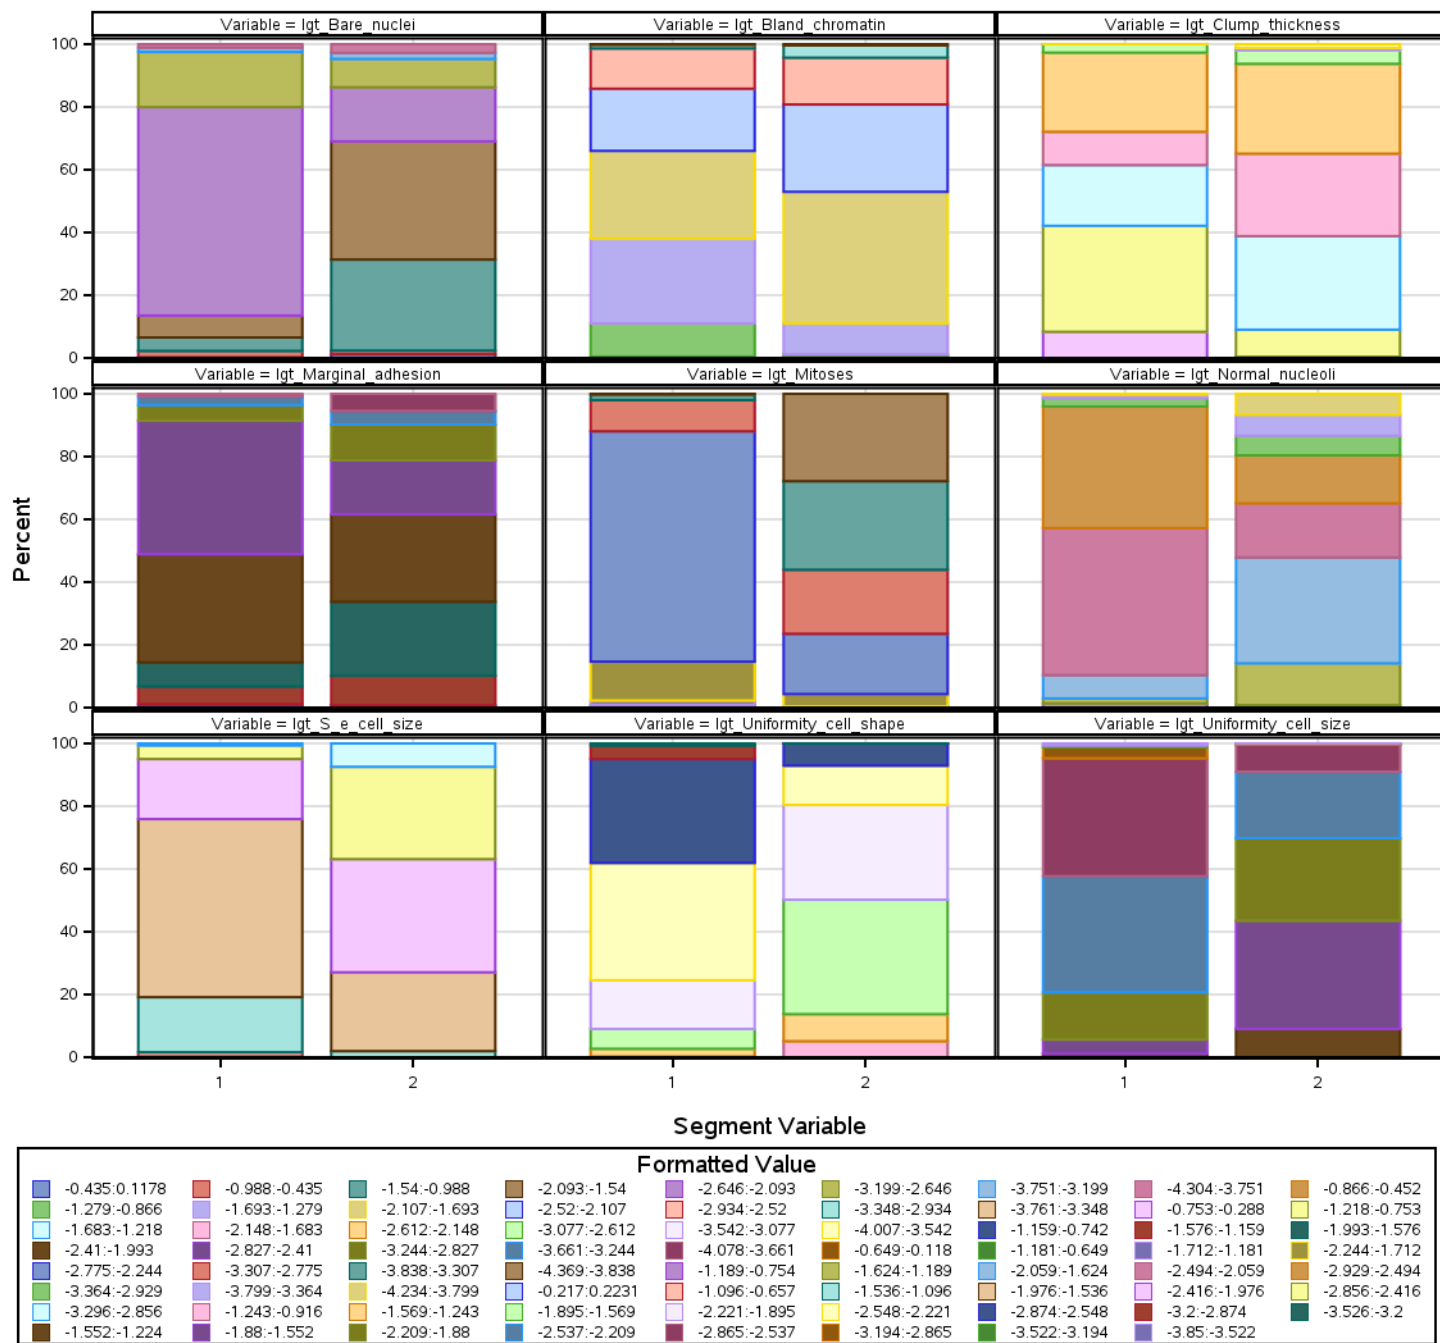 Variable = lgt_Bare_nuclei Variable = lgt_Bland_chromatin Variable = lgt_Clump_thickness
100
80
60
40
20
0
Variable = lgt_Marginal_adhesion Variable = lgt_Mitoses Variable = lgt_Normal_nucleoli
100
80
60
40
20
0
Percent
Variable = lgt_S_e_cell_size Variable = lgt_Uniformity_cell_shape Variable = lgt_Uniformity_cell_size
100
80
60
40
20
0
1 2 1 2 1 2
Segment Variable
Formatted Value
-0.435:0.1178 -0.988:-0.435 -1.54:-0.988 -2.093:-1.54 -2.646:-2.093 -3.199:-2.646 -3.751:-3.199 -4.304:-3.751 -0.866:-0.452
-1.279:-0.866 -1.693:-1.279 -2.107:-1.693 -2.52:-2.107 -2.934:-2.52 -3.348:-2.934 -3.761:-3.348 -0.753:-0.288 -1.218:-0.753
-1.683:-1.218 -2.148:-1.683 -2.612:-2.148 -3.077:-2.612 -3.542:-3.077 -4.007:-3.542 -1.159:-0.742 -1.576:-1.159 -1.993:-1.576
-2.41:-1.993 -2.827:-2.41 -3.244:-2.827 -3.661:-3.244 -4.078:-3.661 -0.649:-0.118 -1.181:-0.649 -1.712:-1.181 -2.244:-1.712
-2.775:-2.244 -3.307:-2.775 -3.838:-3.307 -4.369:-3.838 -1.189:-0.754 -1.624:-1.189 -2.059:-1.624 -2.494:-2.059 -2.929:-2.494
-3.364:-2.929 -3.799:-3.364 -4.234:-3.799 -0.217:0.2231 -1.096:-0.657 -1.536:-1.096 -1.976:-1.536 -2.416:-1.976 -2.856:-2.416
-3.296:-2.856 -1.243:-0.916 -1.569:-1.243 -1.895:-1.569 -2.221:-1.895 -2.548:-2.221 -2.874:-2.548 -3.2:-2.874 -3.526:-3.2
-1.552:-1.224 -1.88:-1.552 -2.209:-1.88 -2.537:-2.209 -2.865:-2.537 -3.194:-2.865 -3.522:-3.194 -3.85:-3.522